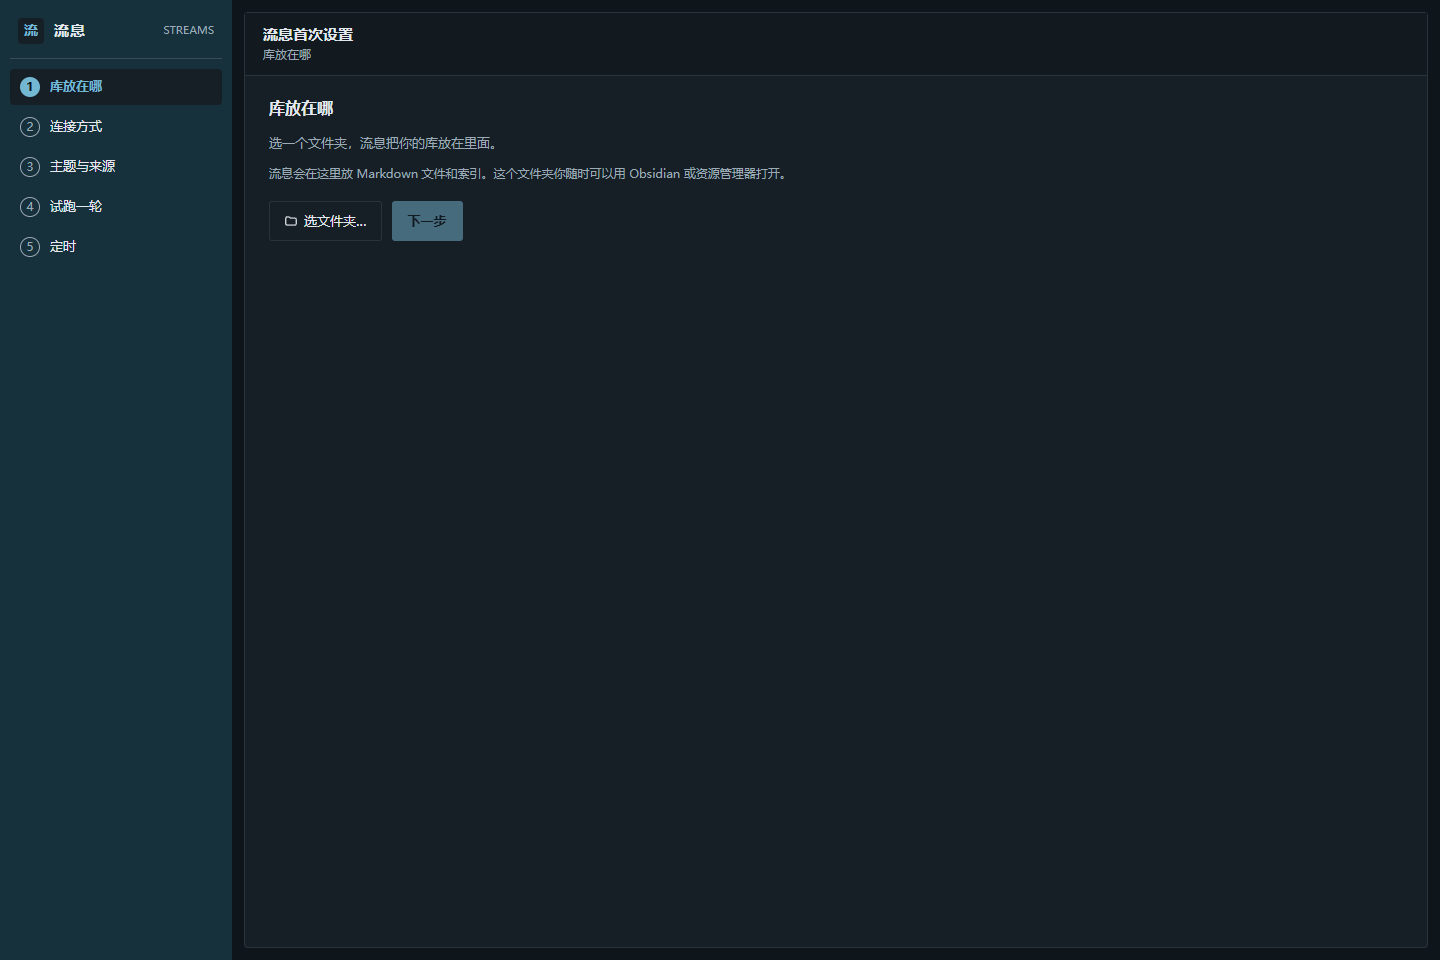 流 流息 STREAMS
1 库放在哪
2 连接方式
3 主题与来源
4 试跑一轮
5 定时
流息首次设置
库放在哪
库放在哪
选一个文件夹，流息把你的库放在里面。
流息会在这里放 Markdown 文件和索引。这个文件夹你随时可以用 Obsidian 或资源管理器打开。
选文件夹... 下一步